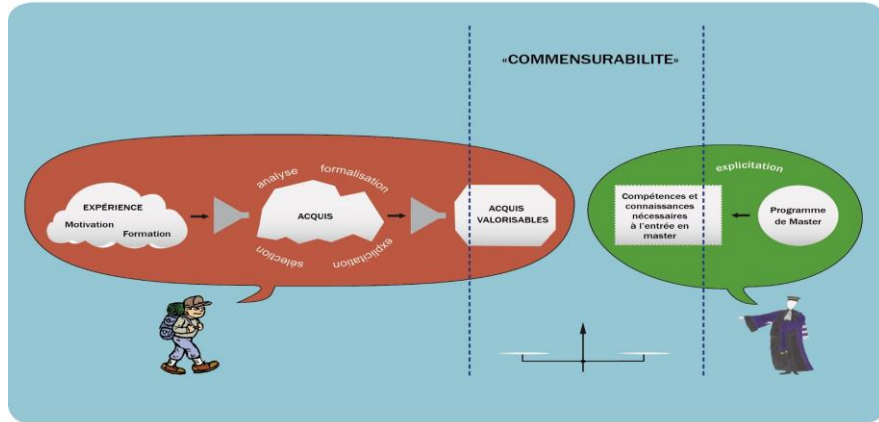 «COMMENSURABILITE»
EXPÉRIENCE
Motivation
Formation
analyse
formalisation
ACQUIS
sélection
explicitation
ACQUIS
VALORISABLES
explicitation
Compétences et
connaissances
nécessaires
à l'entrée en
master
Programme
de Master